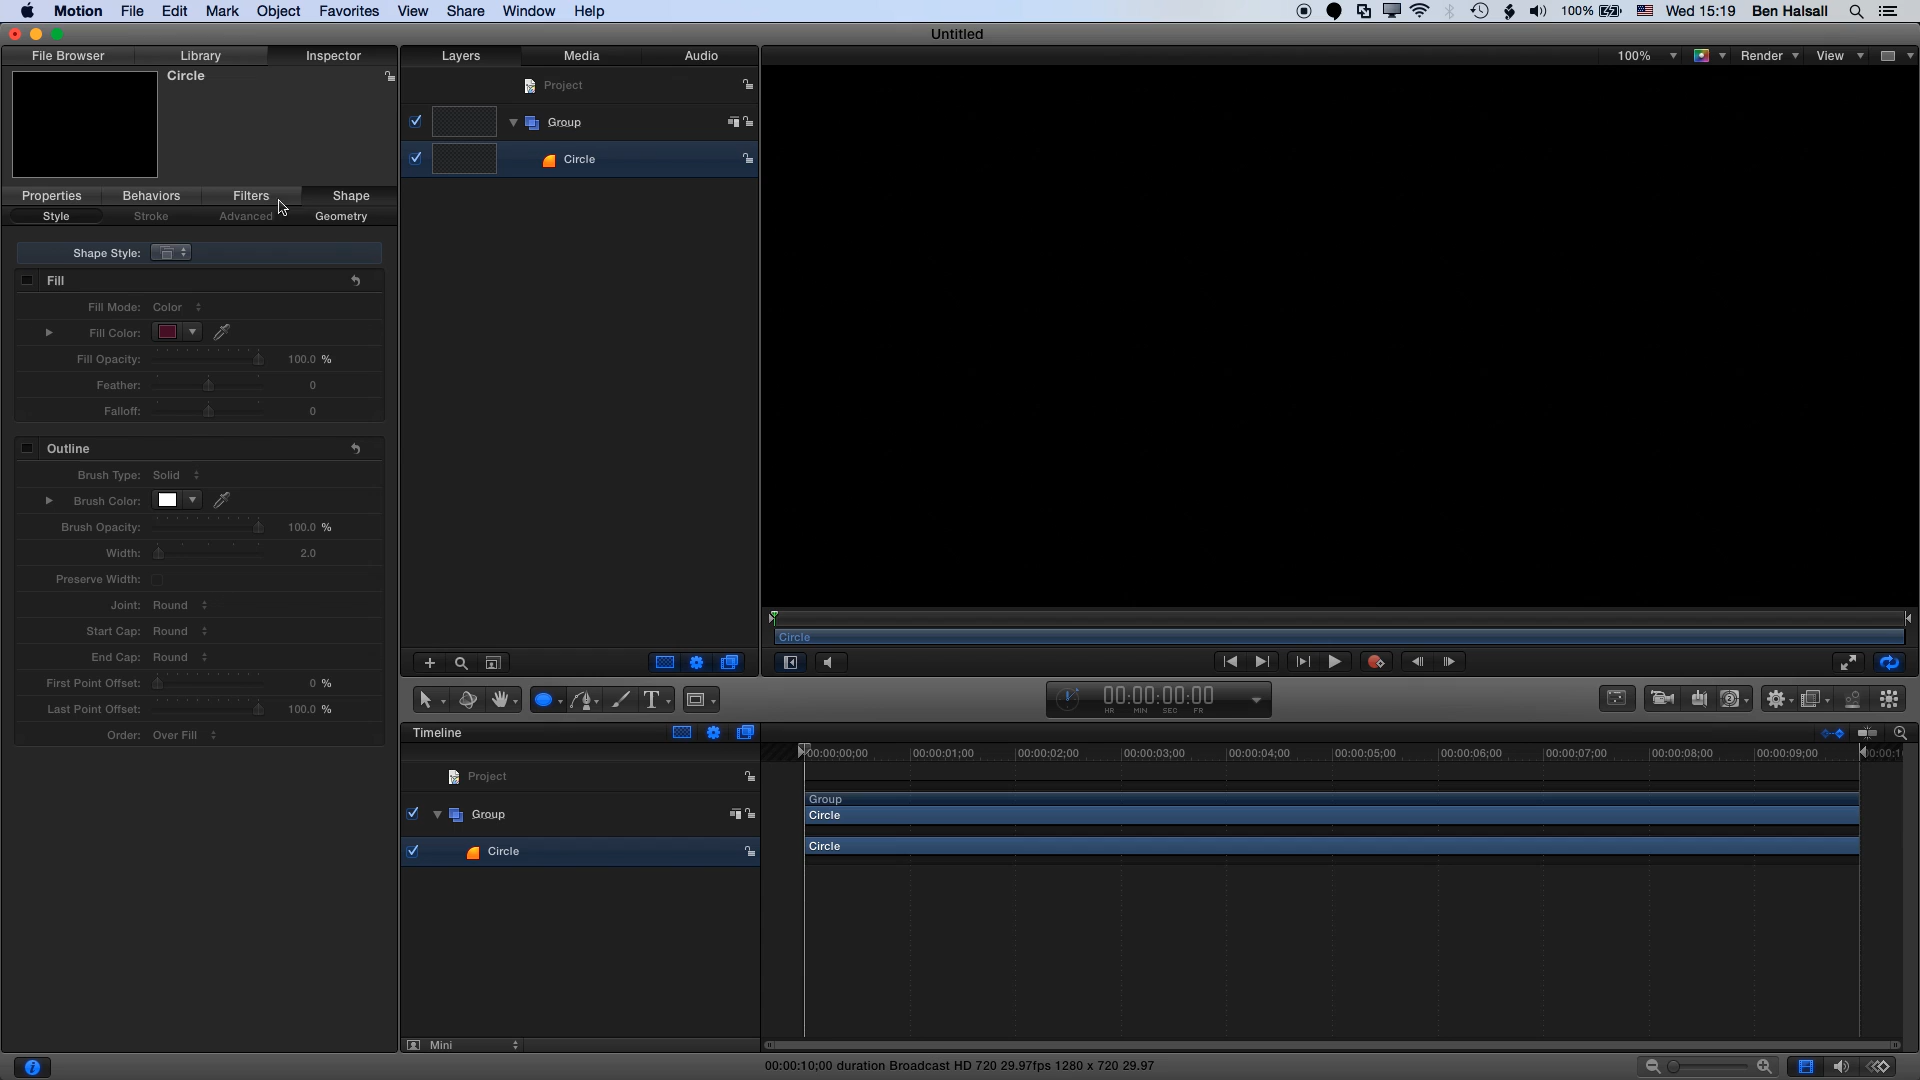 Motion File Edit Mark Object Favorites View Share Window Help 100% Wed 15:19 Ben Halsall
Untitled
File Browser Library Inspector Layers Media Audio 100% Render View
Circle
Project
Group
Circle
Properties Behaviors Filters Shape
Style Stroke Advanced Geometry
Shape Style:
Fill
Fill Mode: Color
Fill Color:
Fill Opacity: 100.0 %
Feather: 0
Falloff: 0
Outline
Brush Type: Solid
Brush Color:
Brush Opacity: 100.0 %
Width: 2.0
Preserve Width:
Joint: Round
Start Cap: Round
End Cap: Round
First Point Offset: 0 %
Last Point Offset: 100.0 %
Order: Over Fill
Circle
T 00:00:00:00
HR MIN SEC FR
Timeline
00:00:00;00 00:00:01;00 00:00:02;00 00:00:03;00 00:00:04;00 00:00:05;00 00:00:06;00 00:00:07;00 00:00:08;00 00:00:09;00 00:00:1
Project
Group
Circle
Group
Circle
Circle
Mini
00:00:10;00 duration Broadcast HD 720 29.97fps 1280 x 720 29.97